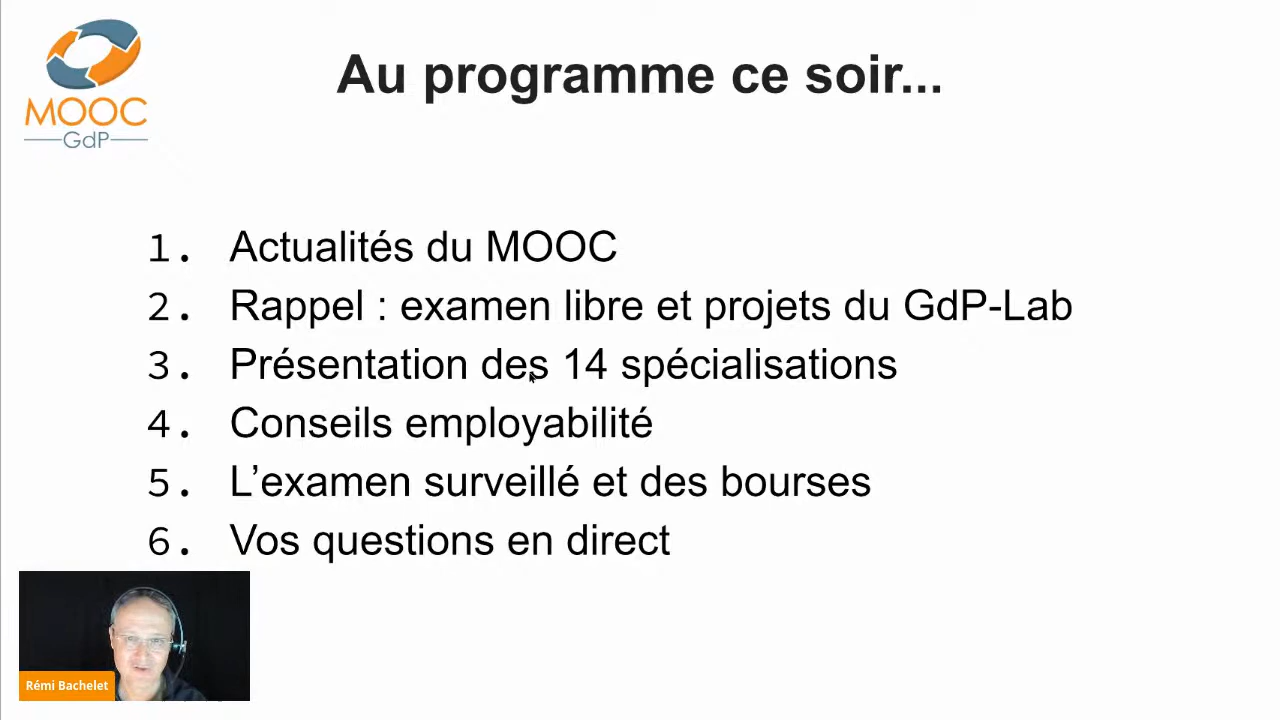 MOOC
GdP
Au programme ce soir...
1. Actualités du MOOC
2. Rappel : examen libre et projets du GdP-Lab
3. Présentation des 14 spécialisations
4. Conseils employabilité
5. L’examen surveillé et des bourses
6. Vos questions en direct
Rémi Bachelet